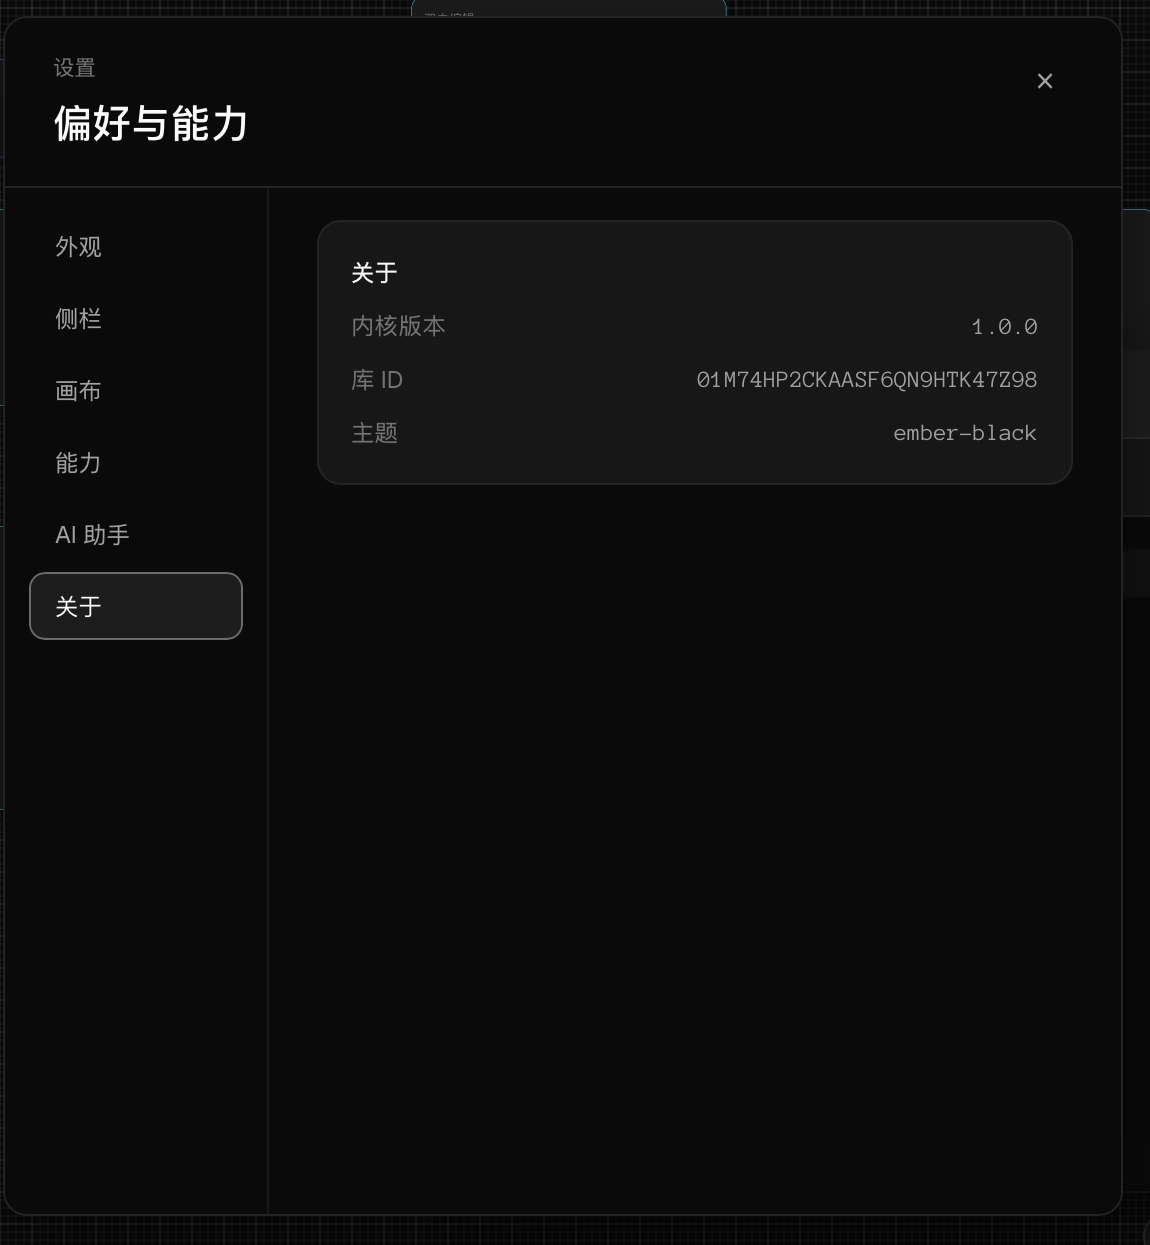 设置
偏好与能力
×
外观
侧栏
画布
能力
AI 助手
关于
关于
内核版本 1.0.0
库 ID 01M74HP2CKAASF6QN9HTK47Z98
主题 ember-black